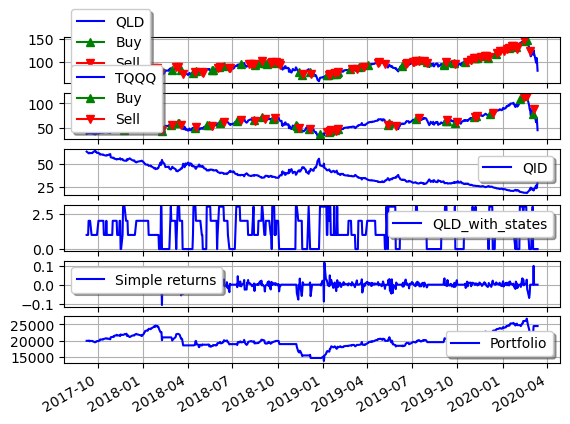 QLD
Buy
Sell
150
100
TQQQ
Buy
Sell
100
50
QID
50
25
QLD_with_states
2.5
0.0
Simple returns
0.1
0.0
−0.1
Portfolio
25000
20000
15000
2017-10
2018-01
2018-04
2018-07
2018-10
2019-01
2019-04
2019-07
2019-10
2020-01
2020-04